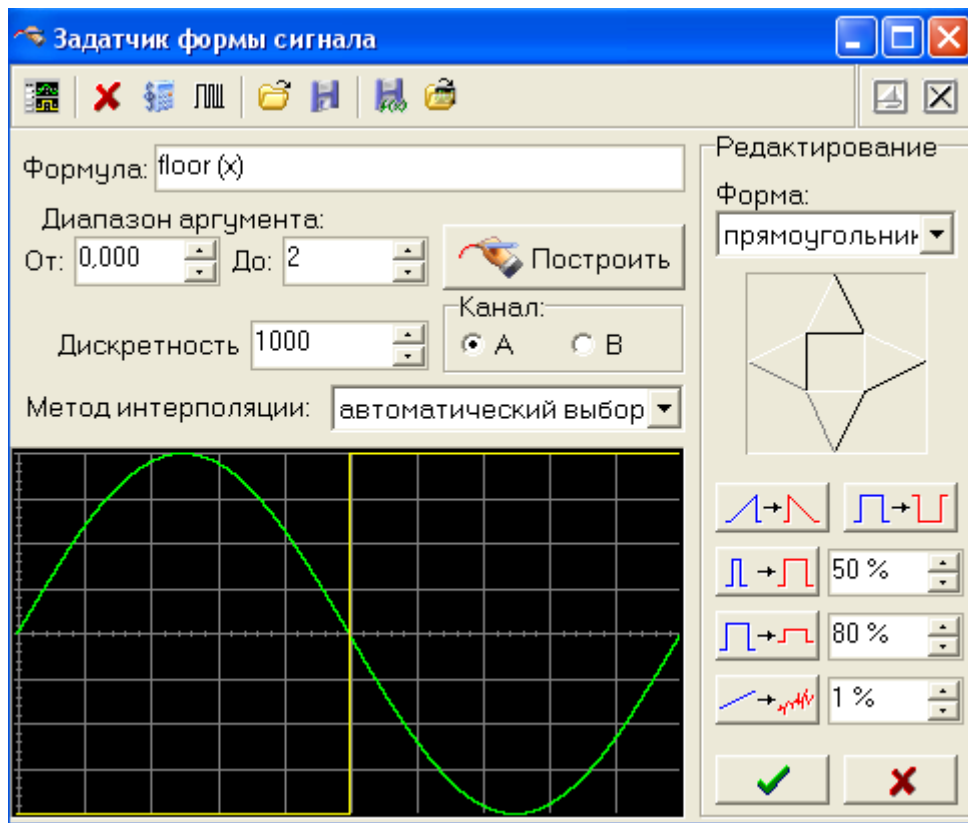 Задатчик формы сигнала
f(x)
Формула: floor (x)
Диапазон аргумента:
От: 0,000 До: 2
Построить
Дискретность 1000
Канал:
A B
Метод интерполяции: автоматический выбор
Редактирование
Форма:
прямоугольник
50 %
80 %
1 %